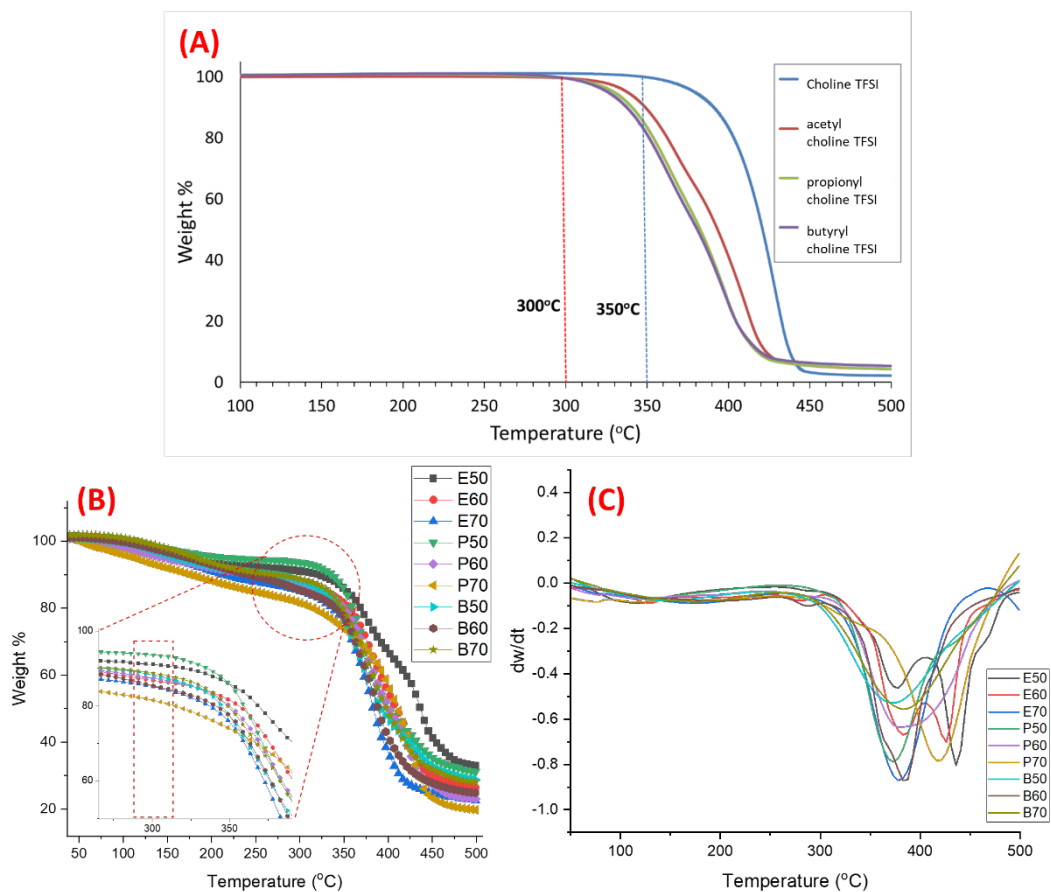 (A)
100
80
60
40
20
0
Weight %
100
150
200
250
300
350
400
450
500
Temperature (°C)
300°C
350°C
Choline TFSI
acetyl
choline TFSI
propionyl
choline TFSI
butyryl
choline TFSI
(B)
100
80
60
40
20
Weight %
50 100 150 200 250 300 350 400 450 500
Temperature (°C)
E50
E60
E70
P50
P60
P70
B50
B60
B70
100
80
60
300
350
(C)
0.4
0.2
0.0
-0.2
-0.4
-0.6
-0.8
-1.0
dw/dt
100
200
300
400
500
Temperature (°C)
E50
E60
E70
P50
P60
P70
B50
B60
B70